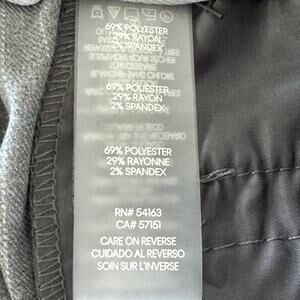 69% POLYESTER
29% RAYON
2% SPANDEX
69% POLIESTER
29% RAYON
2% SPANDEX
69% POLYESTER
29% RAYONNE
2% SPANDEX
RN# 54163
CA# 57151
CARE ON REVERSE
CUIDADO AL REVERSO
SOIN SUR L'INVERSE